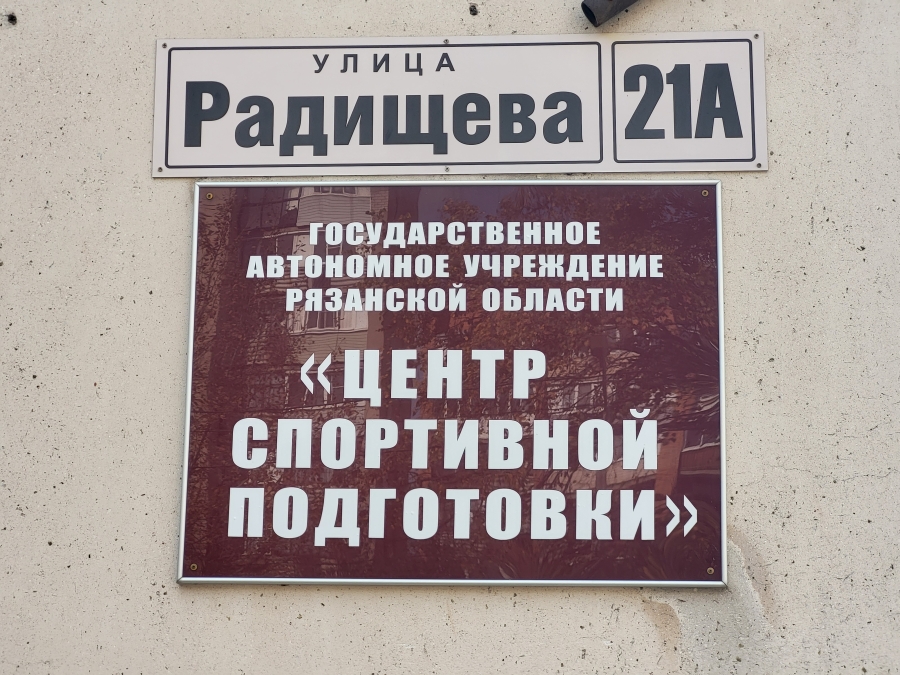 УЛИЦА
Радищева
21А
ГОСУДАРСТВЕННОЕ
АВТОНОМНОЕ УЧРЕЖДЕНИЕ
РЯЗАНСКОЙ ОБЛАСТИ
«ЦЕНТР
СПОРТИВНОЙ
ПОДГОТОВКИ»